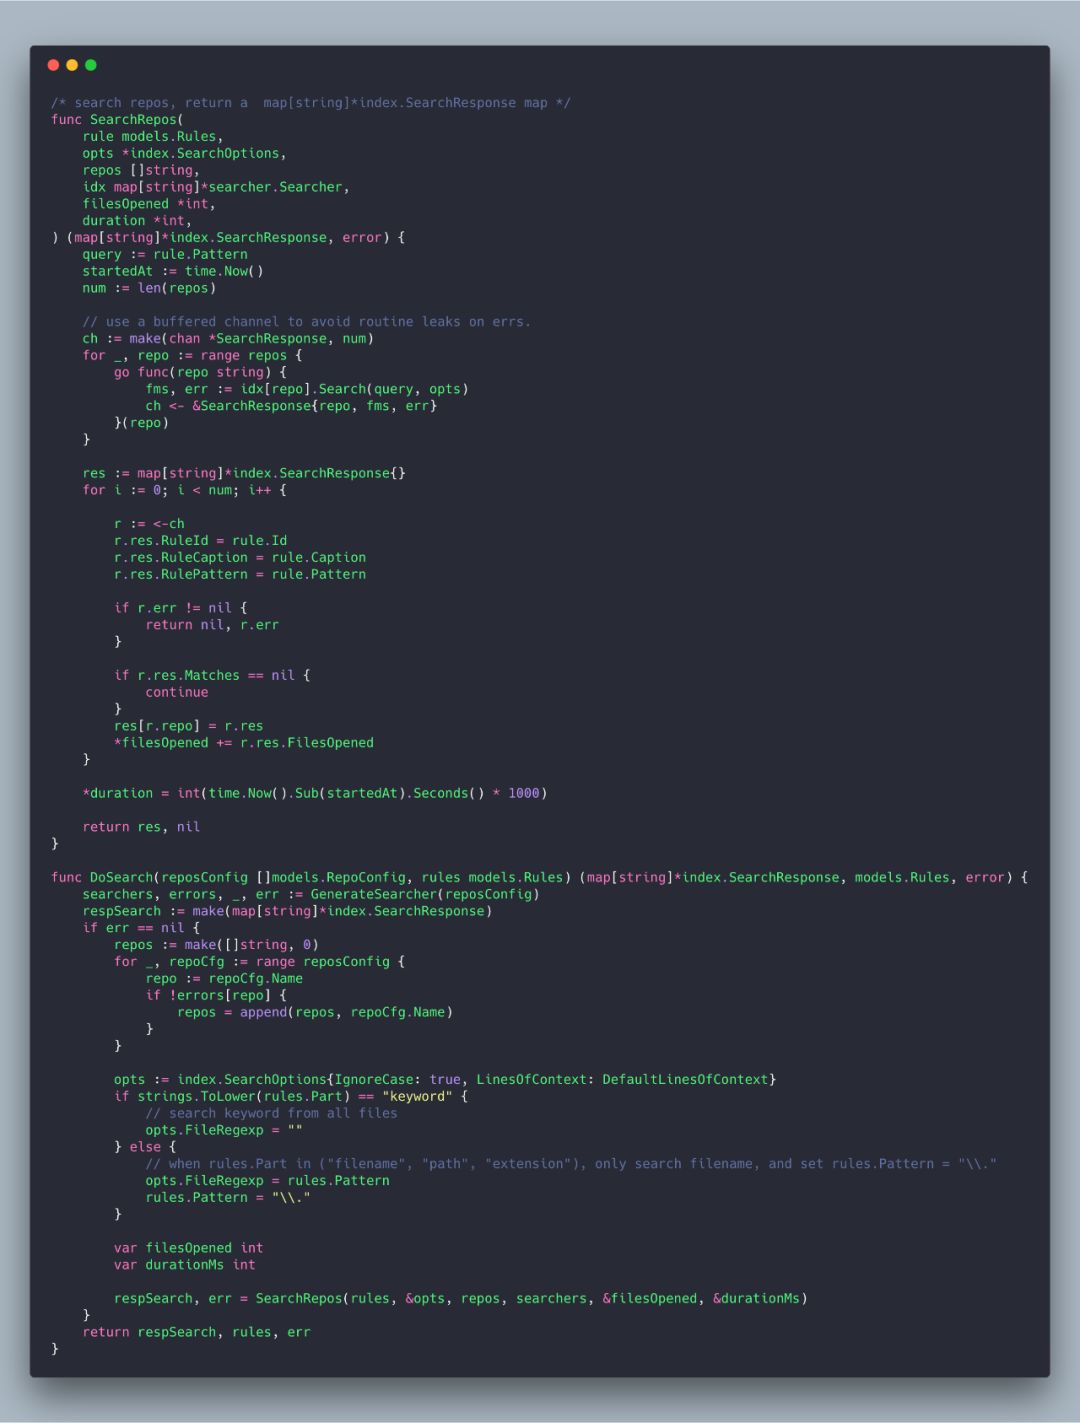 /* search repos, return a  map[string]*index.SearchResponse map */
func SearchRepos(
    rule models.Rules,
    opts *index.SearchOptions,
    repos []string,
    idx map[string]*searcher.Searcher,
    filesOpened *int,
    duration *int,
) (map[string]*index.SearchResponse, error) {
    query := rule.Pattern
    startedAt := time.Now()
    num := len(repos)

    // use a buffered channel to avoid routine leaks on errs.
    ch := make(chan *SearchResponse, num)
    for _, repo := range repos {
        go func(repo string) {
            fms, err := idx[repo].Search(query, opts)
            ch <- &SearchResponse{repo, fms, err}
        }(repo)
    }

    res := map[string]*index.SearchResponse{}
    for i := 0; i < num; i++ {

        r := <-ch
        r.res.RuleId = rule.Id
        r.res.RuleCaption = rule.Caption
        r.res.RulePattern = rule.Pattern

        if r.err != nil {
            return nil, r.err
        }

        if r.res.Matches == nil {
            continue
        }
        res[r.repo] = r.res
        *filesOpened += r.res.FilesOpened
    }

    *duration = int(time.Now().Sub(startedAt).Seconds() * 1000)

    return res, nil
}

func DoSearch(reposConfig []models.RepoConfig, rules models.Rules) (map[string]*index.SearchResponse, models.Rules, error) {
    searchers, errors, _, err := GenerateSearcher(reposConfig)
    respSearch := make(map[string]*index.SearchResponse)
    if err == nil {
        repos := make([]string, 0)
        for _, repoCfg := range reposConfig {
            repo := repoCfg.Name
            if !errors[repo] {
                repos = append(repos, repoCfg.Name)
            }
        }

        opts := index.SearchOptions{IgnoreCase: true, LinesOfContext: DefaultLinesOfContext}
        if strings.ToLower(rules.Part) == "keyword" {
            // search keyword from all files
            opts.FileRegexp = ""
        } else {
            // when rules.Part in ("filename", "path", "extension"), only search filename, and set rules.Pattern = "\\."
            opts.FileRegexp = rules.Pattern
            rules.Pattern = "\\."
        }

        var filesOpened int
        var durationMs int

        respSearch, err = SearchRepos(rules, &opts, repos, searchers, &filesOpened, &durationMs)
    }
    return respSearch, rules, err
}